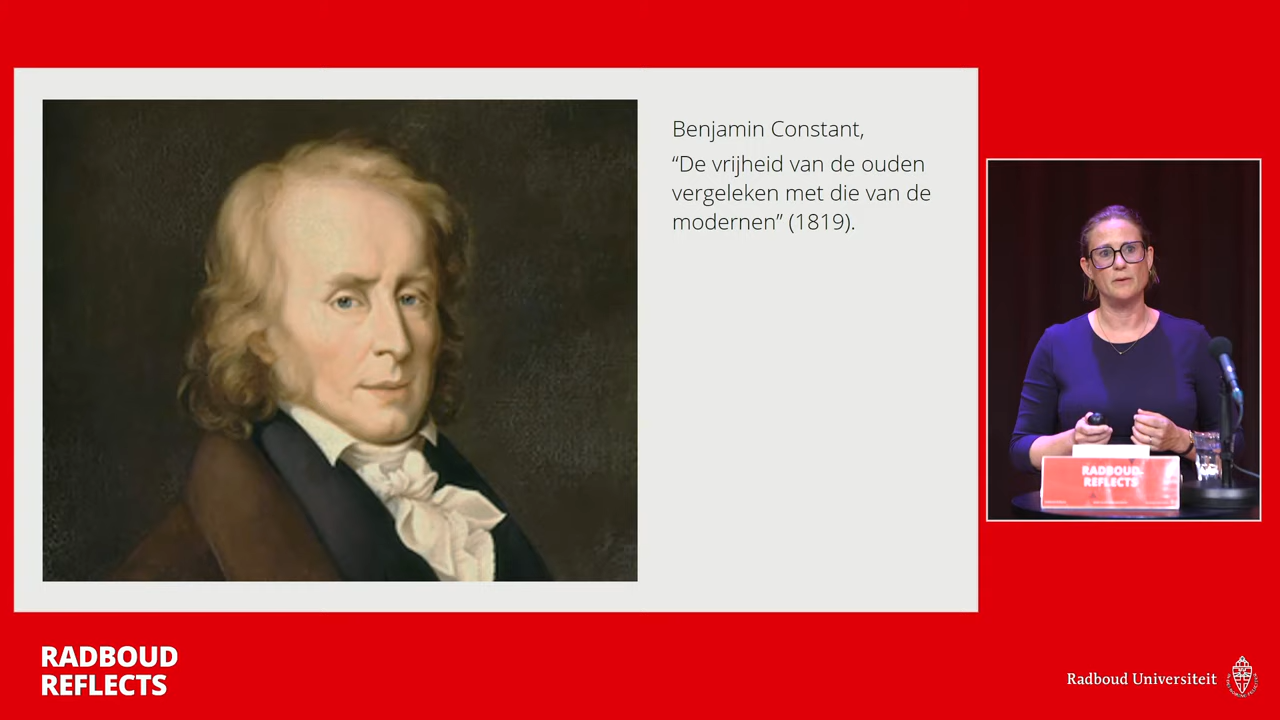 Benjamin Constant,
“De vrijheid van de ouden
vergeleken met die van de
modernen” (1819).
RADBOUD
REFLECTS
RADBOUD
REFLECTS
Radboud Universiteit